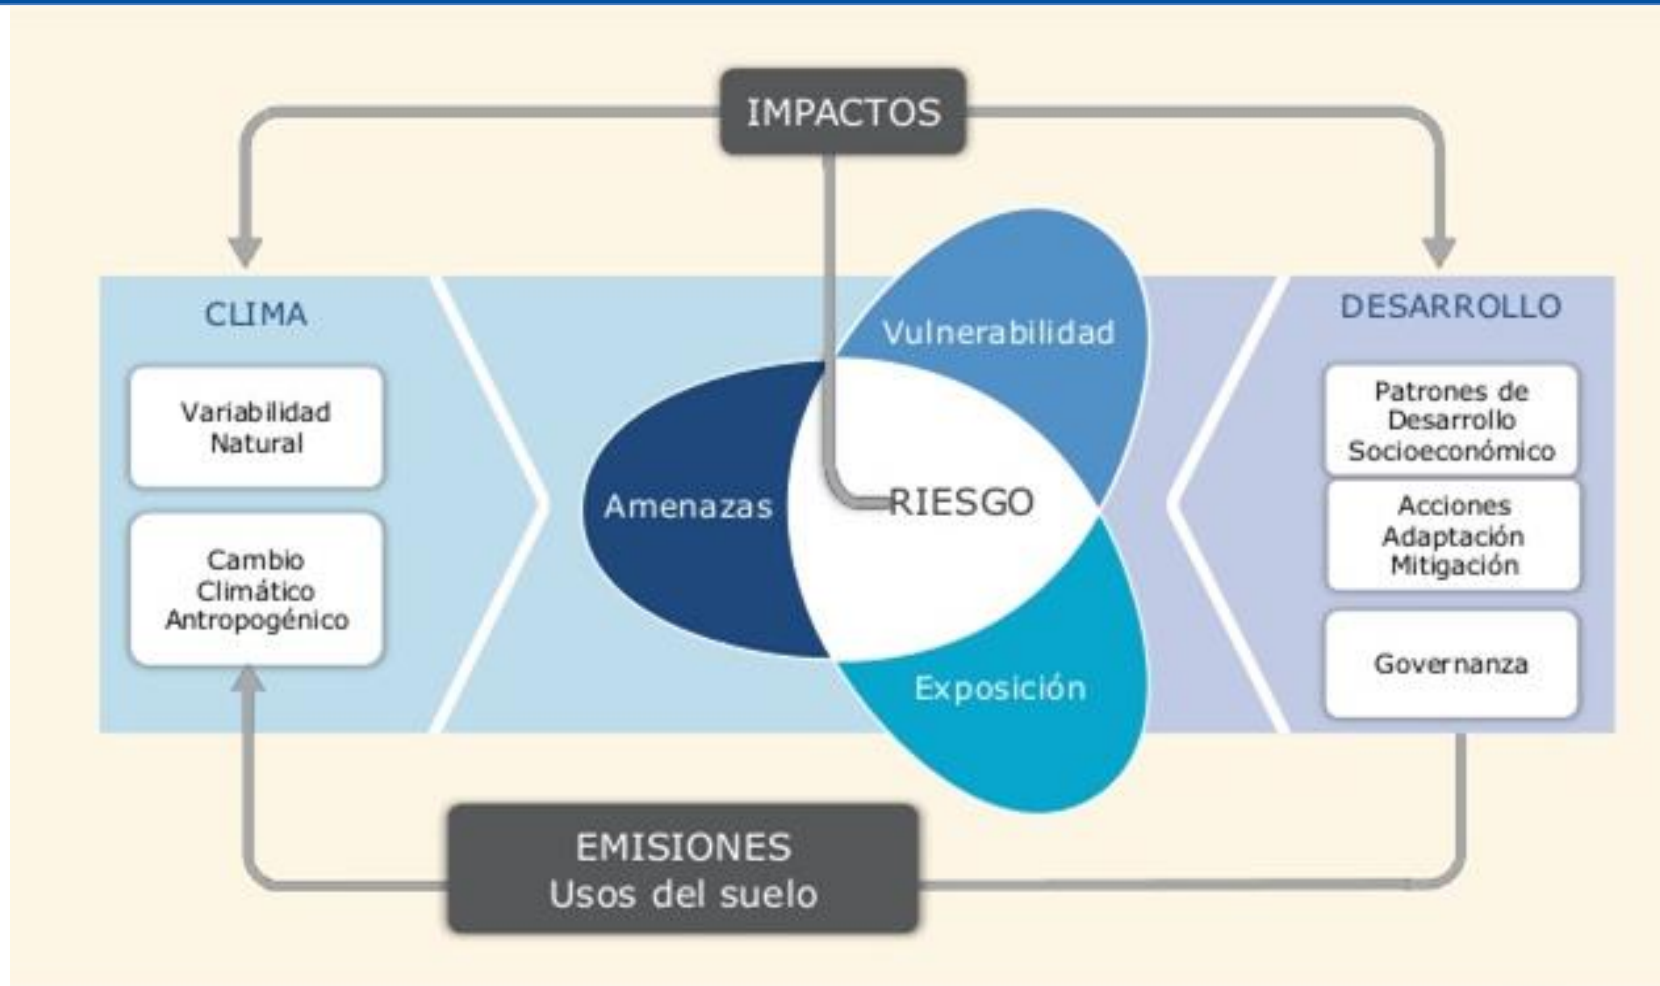 IMPACTOS
CLIMA
Variabilidad
Natural
Cambio
Climático
Antropogénico
Vulnerabilidad
Amenazas
RIESGO
Exposición
DESARROLLO
Patrones de
Desarrollo
Socioeconómico
Acciones
Adaptación
Mitigación
Governanza
EMISIONES
Usos del suelo